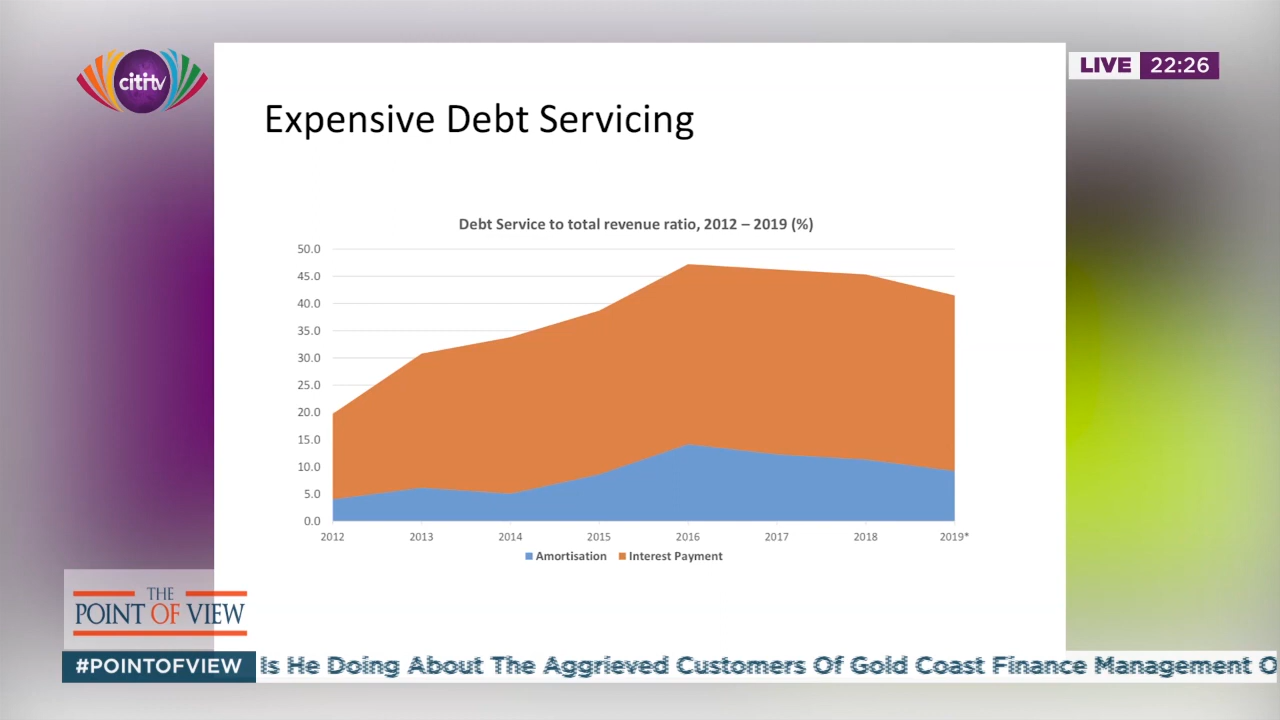 citi tv
LIVE 22:26
Expensive Debt Servicing
Debt Service to total revenue ratio, 2012 – 2019 (%)
50.0
45.0
40.0
35.0
30.0
25.0
20.0
15.0
10.0
5.0
0.0
2012 2013 2014 2015 2016 2017 2018 2019*
Amortisation Interest Payment
THE
POINT OF VIEW
#POINTOFVIEW Is He Doing About The Aggrieved Customers Of Gold Coast Finance Management O